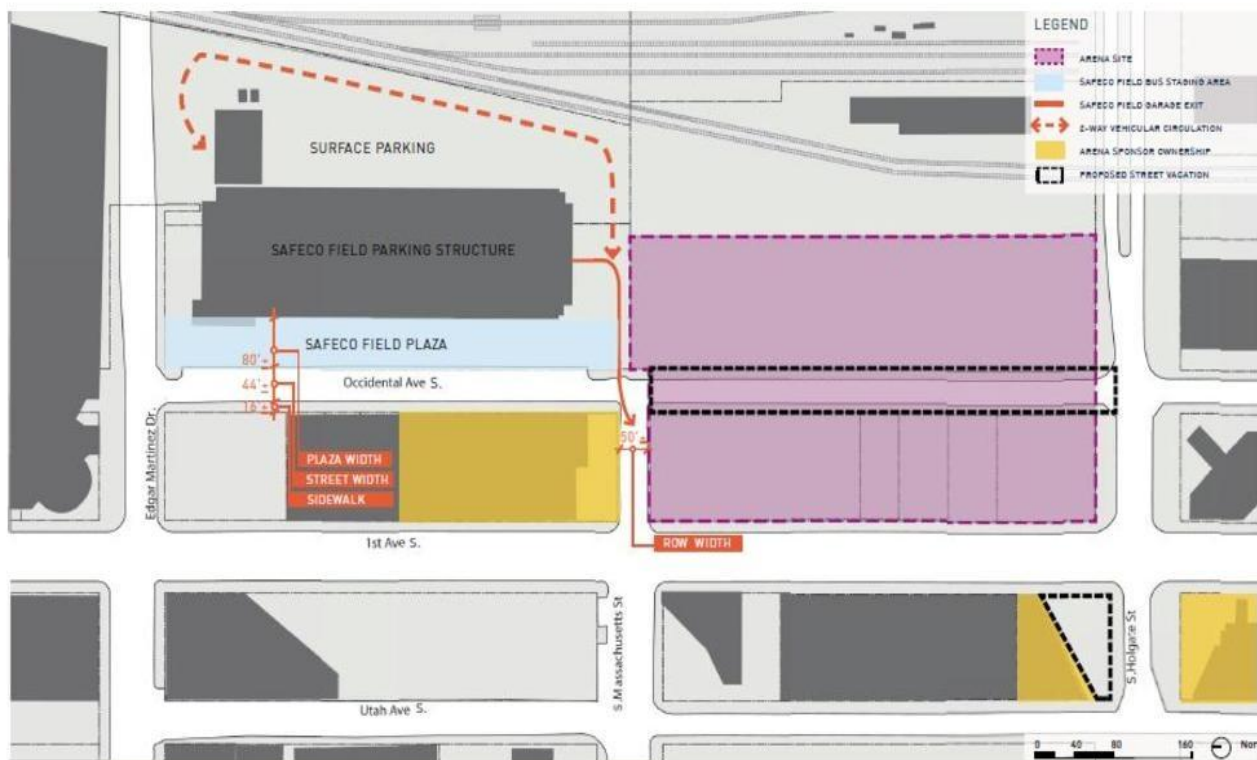 LEGEND
ARENA SITE
SAFECO FIELD BUS STAGING AREA
SAFECO FIELD GARAGE EXIT
2-WAY VEHICULAR CIRCULATION
ARENA SPONSOR OWNERSHIP
PROPOSED STREET VACATION
SURFACE PARKING
SAFECO FIELD PARKING STRUCTURE
SAFECO FIELD PLAZA
80'±
Occidental Ave S.
44'±
16'±
Edgar Martinez Dr.
50'±
PLAZA WIDTH
STREET WIDTH
SIDEWALK
1st Ave S.
ROW WIDTH
S.Massachusetts St
S.Holgate St
Utah Ave S.
0 40 80 160
Nor